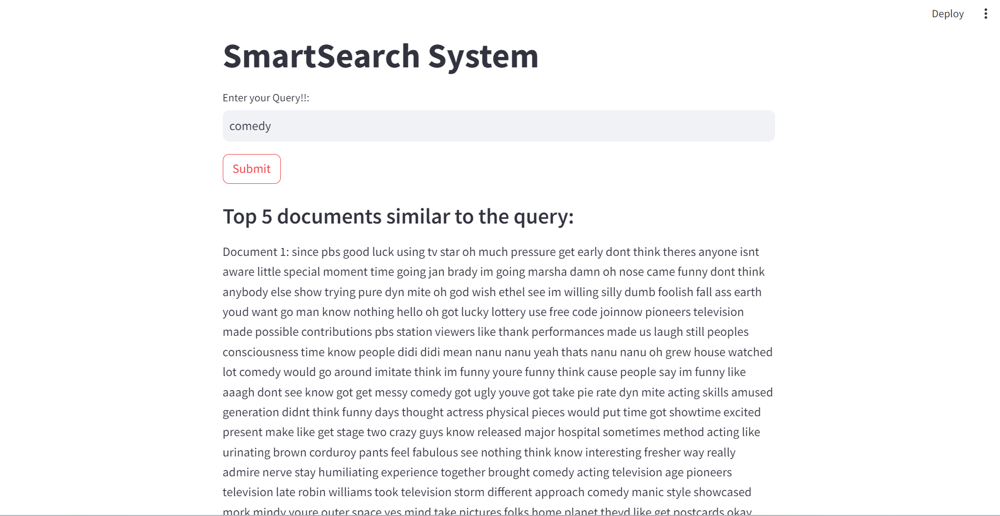 Deploy
SmartSearch System
Enter your Query!!:
comedy
Submit
Top 5 documents similar to the query:
Document 1: since pbs good luck using tv star oh much pressure get early dont think theres anyone isnt
aware little special moment time going jan brady im going marsha damn oh nose came funny dont think
anybody else show trying pure dyn mite oh god wish ethel see im willing silly dumb foolish fall ass earth
youd want go man know nothing hello oh got lucky lottery use free code joinnow pioneers television
made possible contributions pbs station viewers like thank performances made us laugh still peoples
consciousness time know people didi didi mean nanu nanu yeah thats nanu nanu oh grew house watched
lot comedy would go around imitate think im funny youre funny think cause people say im funny like
aaagh dont see know got get messy comedy got ugly youve got take pie rate dyn mite acting skills amused
generation didnt think funny days thought actress physical pieces would put time got showtime excited
present make like get stage two crazy guys know released major hospital sometimes method acting like
urinating brown corduroy pants feel fabulous see nothing think know interesting fresher way really
admire nerve stay humiliating experience together brought comedy acting television age pioneers
television late robin williams took television storm different approach comedy manic style showcased
mork mindy youre outer space yes mind take pictures folks home planet theyd like get postcards okay